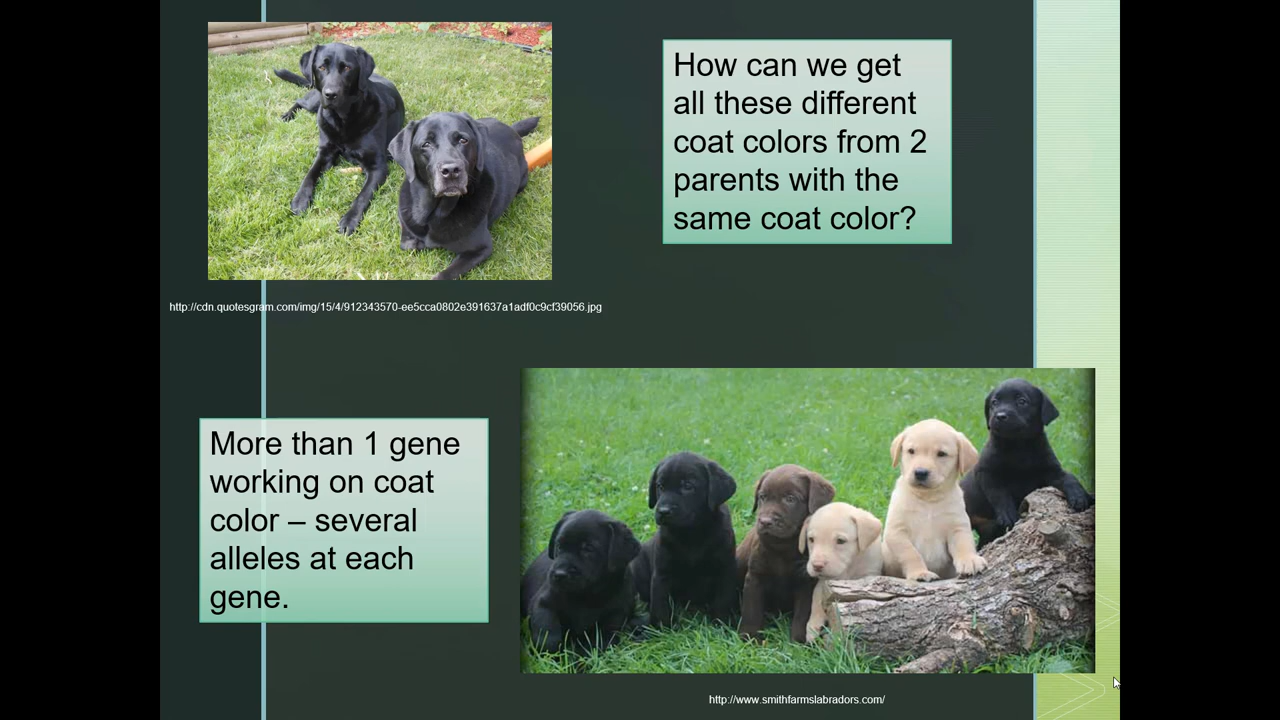 How can we get
all these different
coat colors from 2
parents with the
same coat color?
http://cdn.quotesgram.com/img/15/4/912343570-ee5cca0802e391637a1adf0c9cf39056.jpg
More than 1 gene
working on coat
color – several
alleles at each
gene.
http://www.smithfarmslabradors.com/